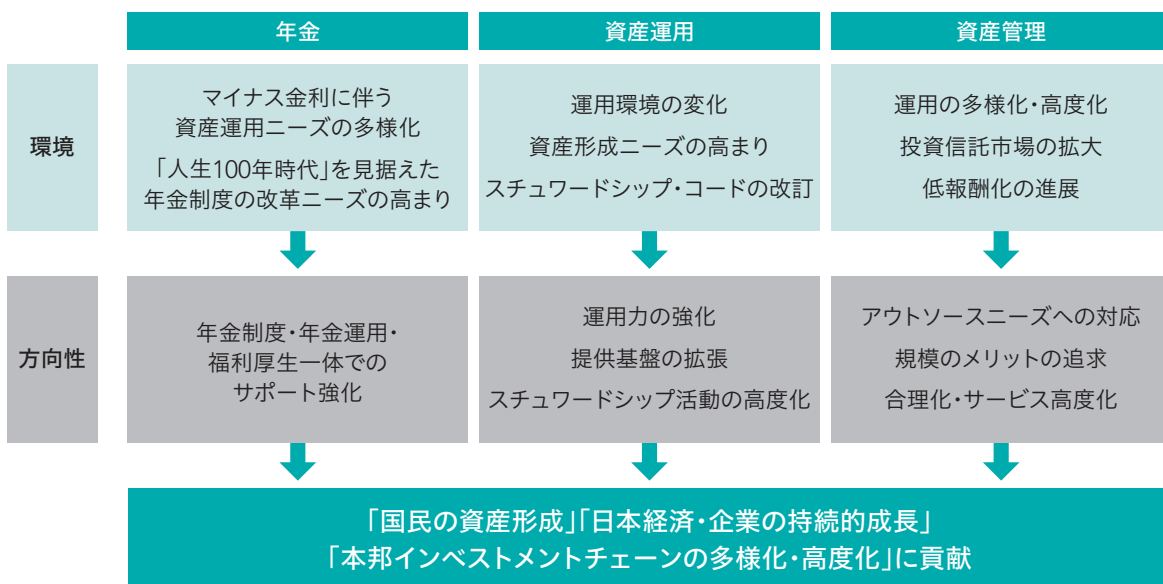 年金
資産運用
資産管理
環境
マイナス金利に伴う
資産運用ニーズの多様化
「人生100年時代」を見据えた
年金制度の改革ニーズの高まり
運用環境の変化
資産形成ニーズの高まり
スチュワードシップ・コードの改訂
運用の多様化・高度化
投資信託市場の拡大
低報酬化の進展
方向性
年金制度・年金運用・
福利厚生一体での
サポート強化
運用力の強化
提供基盤の拡張
スチュワードシップ活動の高度化
アウトソースニーズへの対応
規模のメリットの追求
合理化・サービス高度化
「国民の資産形成」「日本経済・企業の持続的成長」
「本邦インベストメントチェーンの多様化・高度化」に貢献